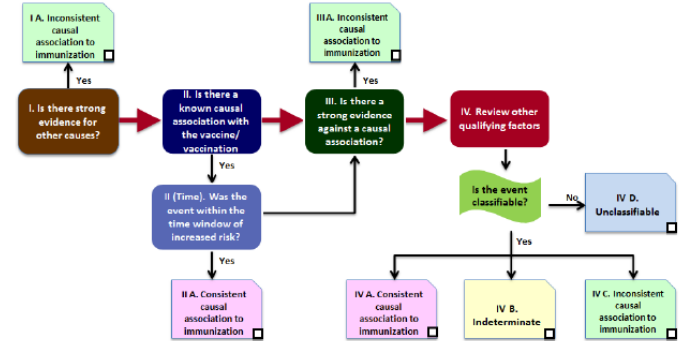 I A. Inconsistent
causal
association to
immunization
Yes
III A. Inconsistent
causal
association to
immunization
Yes
I. Is there strong
evidence for
other causes?
II. Is there a
known causal
association with
the vaccine/
vaccination
III. Is there a
strong evidence
against a causal
association?
IV. Review other
qualifying factors
Yes
II (Time). Was the
event within the
time window of
increased risk?
Is the event
classifiable?
No
IV D.
Unclassifiable
Yes
Yes
II A. Consistent
causal
association to
immunization
IV A. Consistent
causal
association to
immunization
IV B.
Indeterminate
IV C. Inconsistent
causal
association to
immunization